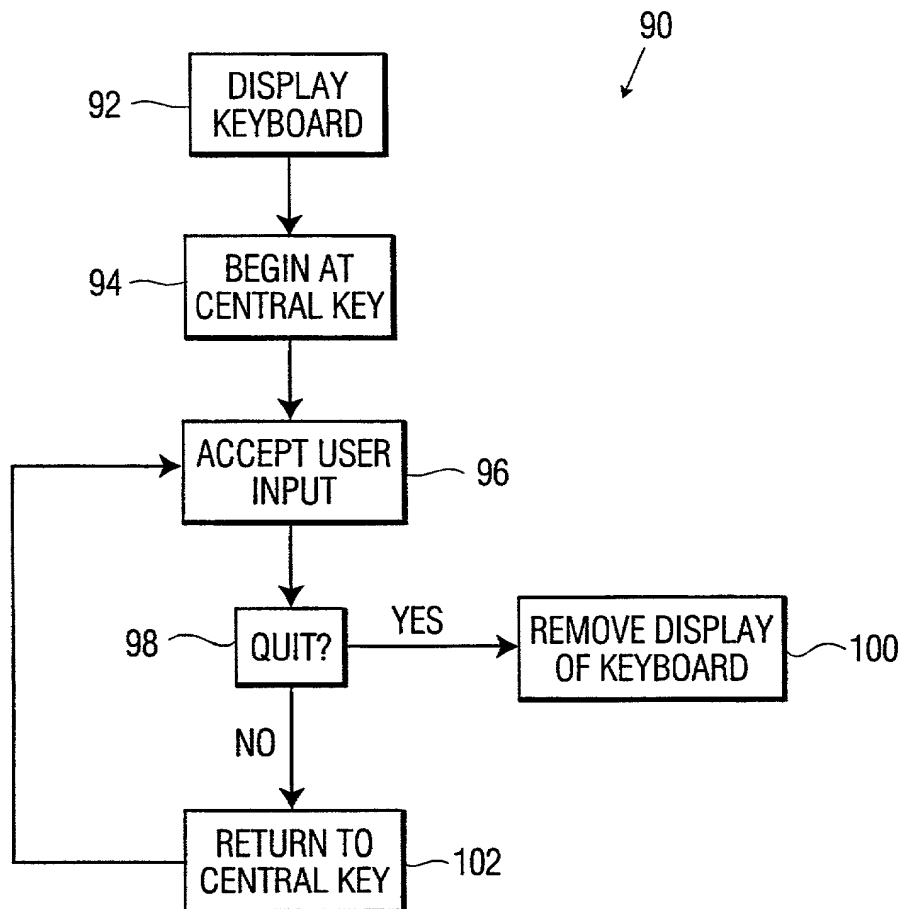 90
92
DISPLAY
KEYBOARD
94
BEGIN AT
CENTRAL KEY
ACCEPT USER
INPUT
96
98
QUIT?
YES
REMOVE DISPLAY
OF KEYBOARD
100
NO
RETURN TO
CENTRAL KEY
102